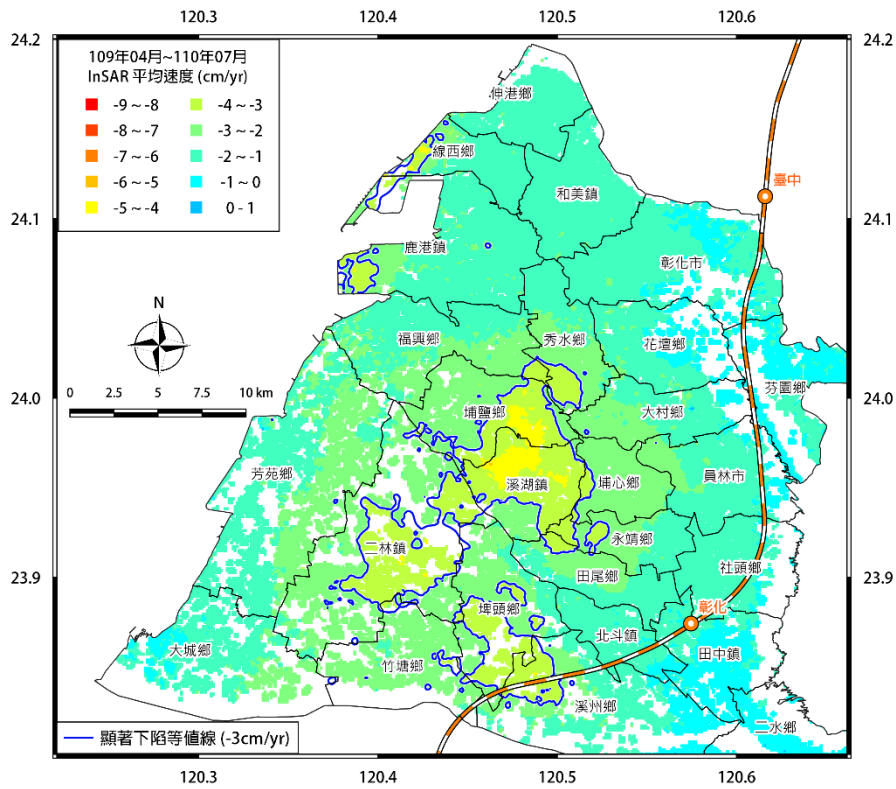 120.3 120.4 120.5 120.6
24.2 24.2
109年04月~110年07月
InSAR 平均速度 (cm/yr)
-9 ~ -8 -4 ~ -3
-8 ~ -7 -3 ~ -2
-7 ~ -6 -2 ~ -1
-6 ~ -5 -1 ~ 0
-5 ~ -4 0 - 1
伸港鄉
線西鄉
臺中
和美鎮
24.1 24.1
鹿港鎮
彰化市
N
福興鄉 秀水鄉 花壇鄉
0 2.5 5 7.5 10 km
24.0 24.0
芬園鄉
埔鹽鄉 大村鄉
芳苑鄉 溪湖鎮 埔心鄉 員林市
二林鎮 永靖鄉
23.9 23.9
田尾鄉 社頭鄉
埤頭鄉 彰化
北斗鎮
大城鄉 竹塘鄉 田中鎮
溪州鄉
二水鄉
顯著下陷等值線 (-3cm/yr)
120.3 120.4 120.5 120.6